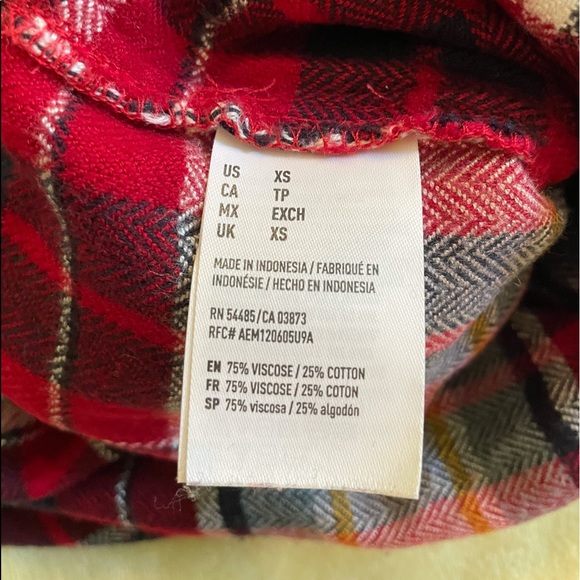 US XS
CA TP
MX EXCH
UK XS
MADE IN INDONESIA / FABRIQUÉ EN
INDONÉSIE / HECHO EN INDONESIA
RN 54485/CA 03873
RFC# AEM120605U9A
EN 75% VISCOSE / 25% COTTON
FR 75% VISCOSE / 25% COTON
SP 75% viscosa / 25% algodón